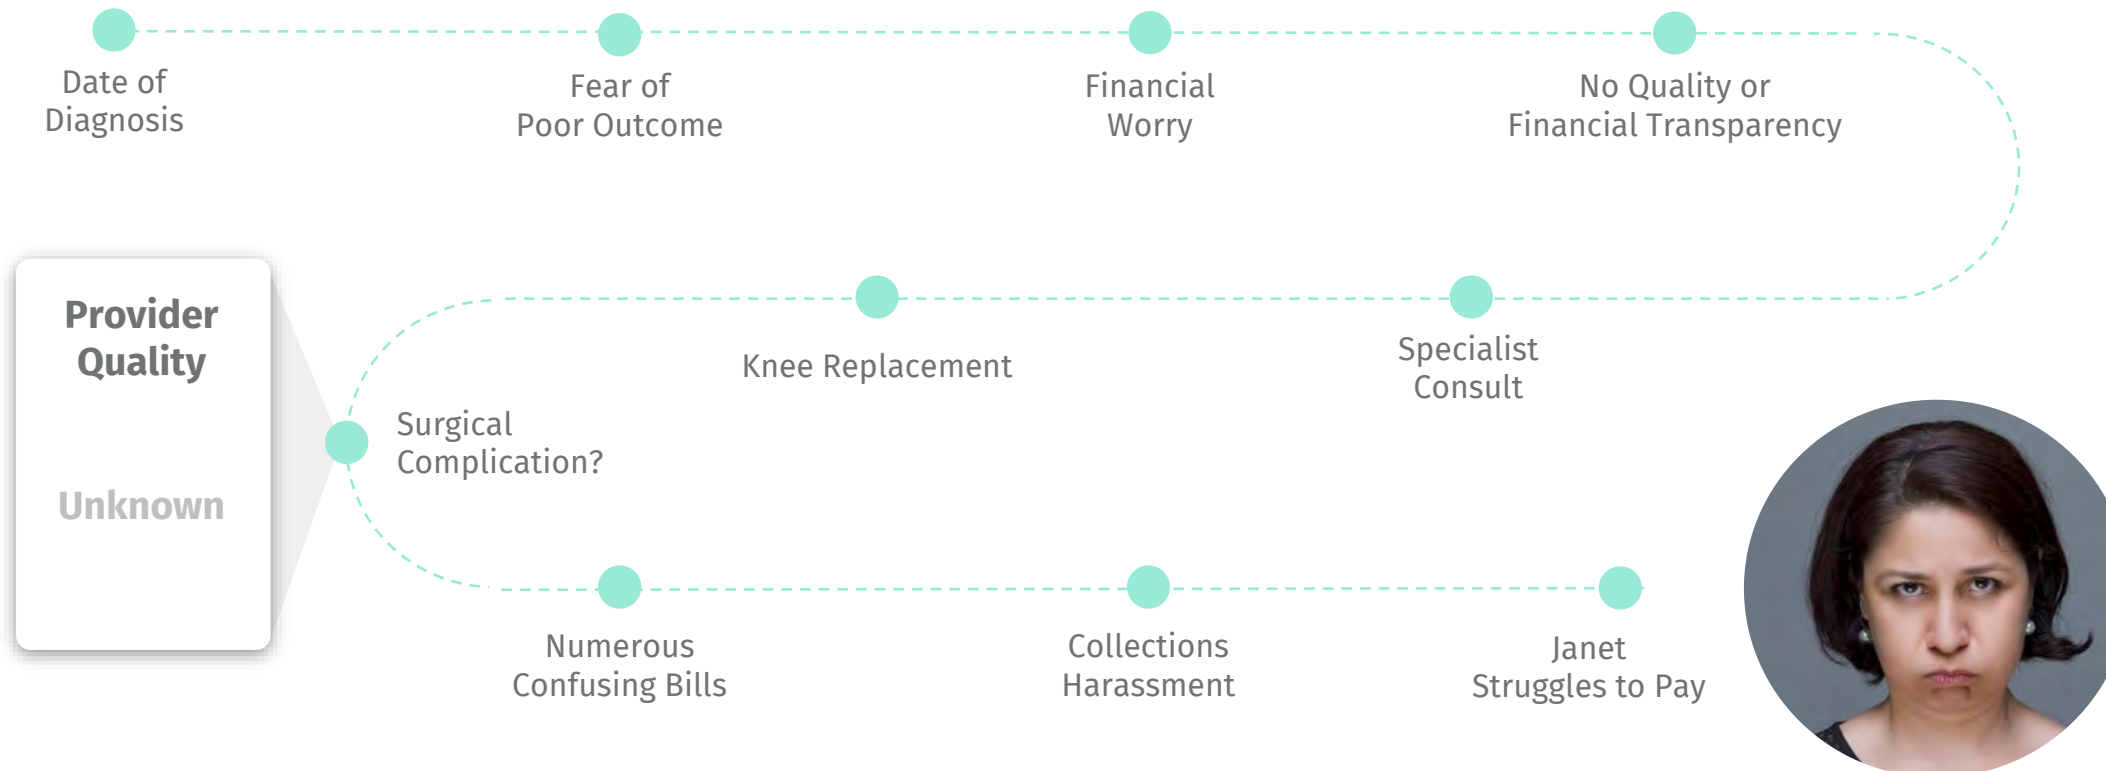 Date of
Diagnosis
Fear of
Poor Outcome
Financial
Worry
No Quality or
Financial Transparency
Specialist
Consult
Knee Replacement
Surgical
Complication?
Provider
Quality
Unknown
Numerous
Confusing Bills
Collections
Harassment
Janet
Struggles to Pay